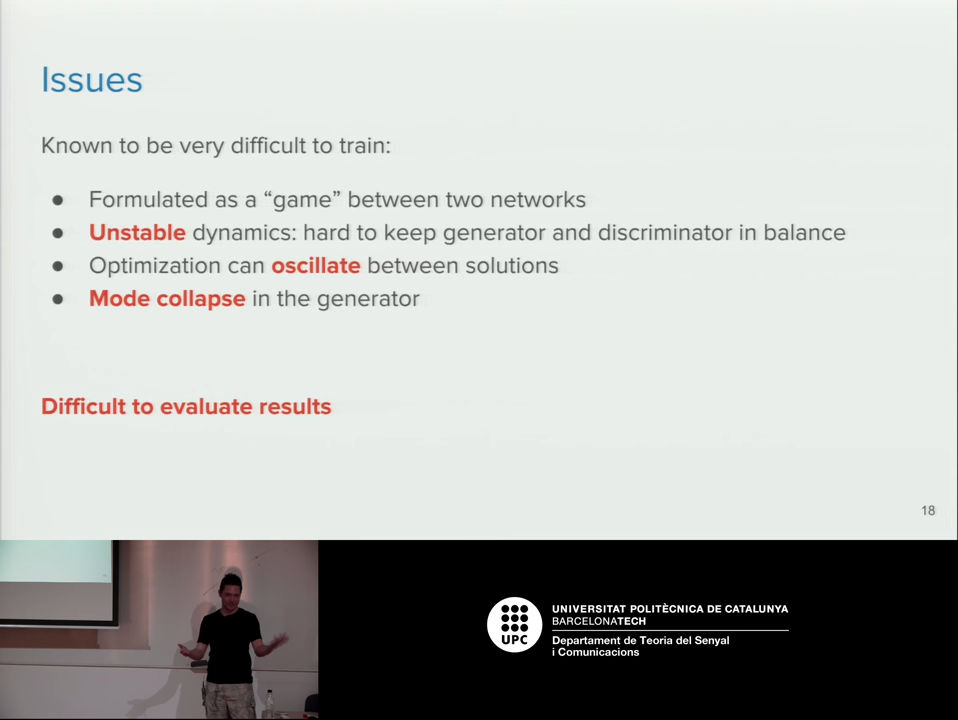 Issues
Known to be very difficult to train:
● Formulated as a “game” between two networks
● Unstable dynamics: hard to keep generator and discriminator in balance
● Optimization can oscillate between solutions
● Mode collapse in the generator
Difficult to evaluate results
18
UPC
UNIVERSITAT POLITÈCNICA DE CATALUNYA
BARCELONATECH
Departament de Teoria del Senyal
i Comunicacions